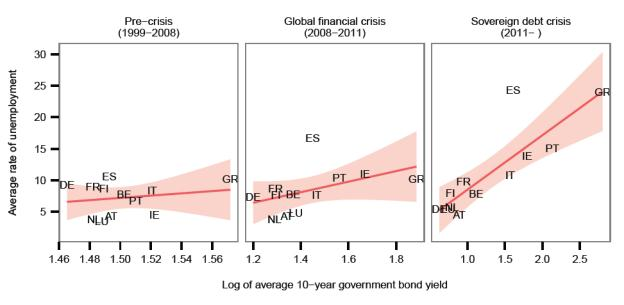 Pre-crisis
(1999-2008)
Global financial crisis
(2008-2011)
Sovereign debt crisis
(2011- )
Average rate of unemployment
30
25
20
15
10
5
DE
FR
FI
ES
NL
LU
AT
BE
PT
IT
IE
GR
DE
FR
FI
BE
NL
AT
LU
ES
IT
PT
IE
GR
DE
FI
NL
AT
FR
BE
ES
IT
IE
PT
GR
1.46 1.48 1.50 1.52 1.54 1.56
1.2 1.4 1.6 1.8
1.0 1.5 2.0 2.5
Log of average 10-year government bond yield